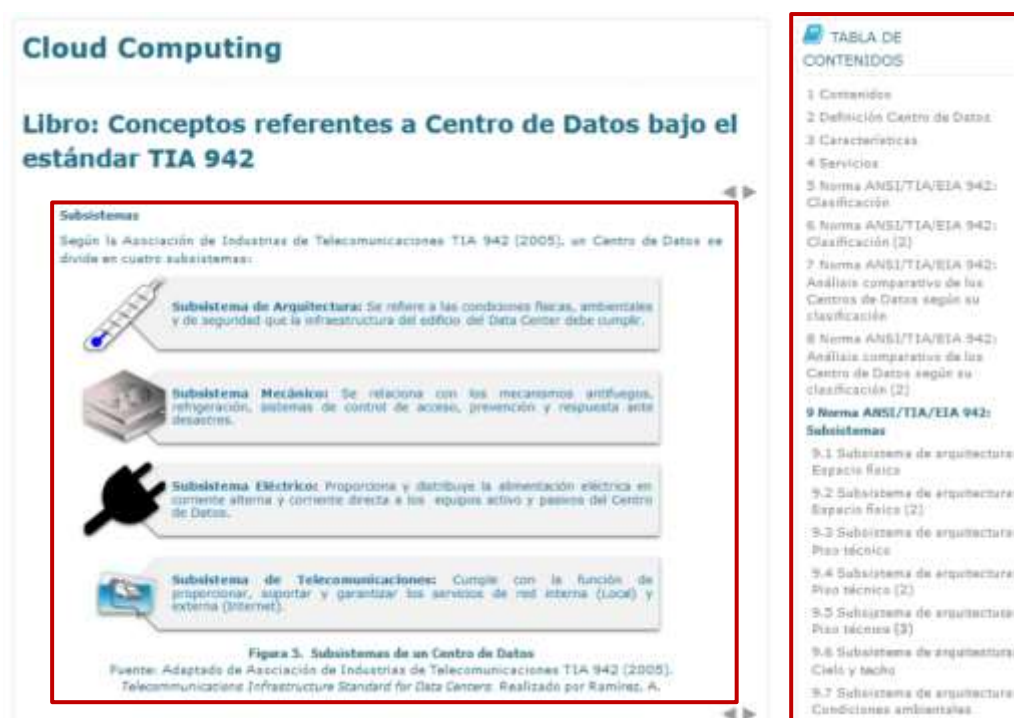 Cloud Computing
Libro: Conceptos referentes a Centro de Datos bajo el
estándar TIA 942
Subsistemas
Según la Asociación de Industrias de Telecomunicaciones TIA 942 (2005), un Centro de Datos se
divide en cuatro subsistemas:
Subsistema de Arquitectura: Se refiere a las condiciones físicas, ambientales
y de seguridad que la infraestructura del edificio del Data Center debe cumplir.
Subsistema Mecánico: Se relaciona con los mecanismos antifuegos,
refrigeración, sistemas de control de acceso, prevención y respuesta ante
desastres.
Subsistema Eléctrico: Proporciona y distribuye la alimentación eléctrica en
corriente alterna y corriente directa a los equipos activo y pasivos del Centro
de Datos.
Subsistema de Telecomunicaciones: Cumple con la función de
proporcionar, soportar y garantizar los servicios de red interna (Local) y
externa (Internet).
Figura 5. Subsistemas de un Centro de Datos
Fuente: Adaptado de Asociación de Industrias de Telecomunicaciones TIA 942 (2005).
Telecommunications Infrastructure Standard for Data Centers. Realizado por Ramírez, A.
TABLA DE
CONTENIDOS
1 Contenidos
2 Definición Centro de Datos
3 Características
4 Servicios
5 Norma ANSI/TIA/EIA 942:
Clasificación
6 Norma ANSI/TIA/EIA 942:
Clasificación (2)
7 Norma ANSI/TIA/EIA 942:
Análisis comparativo de los
Centros de Datos según su
clasificación
8 Norma ANSI/TIA/EIA 942:
Análisis comparativo de los
Centro de Datos según su
clasificación (2)
9 Norma ANSI/TIA/EIA 942:
Subsistemas
9.1 Subsistema de arquitectura:
Espacio físico
9.2 Subsistema de arquitectura:
Espacio físico (2)
9.3 Subsistema de arquitectura:
Piso técnico
9.4 Subsistema de arquitectura:
Piso técnico (2)
9.5 Subsistema de arquitectura:
Piso técnico (3)
9.6 Subsistema de arquitectura:
Cielo y techo
9.7 Subsistema de arquitectura:
Condiciones ambientales